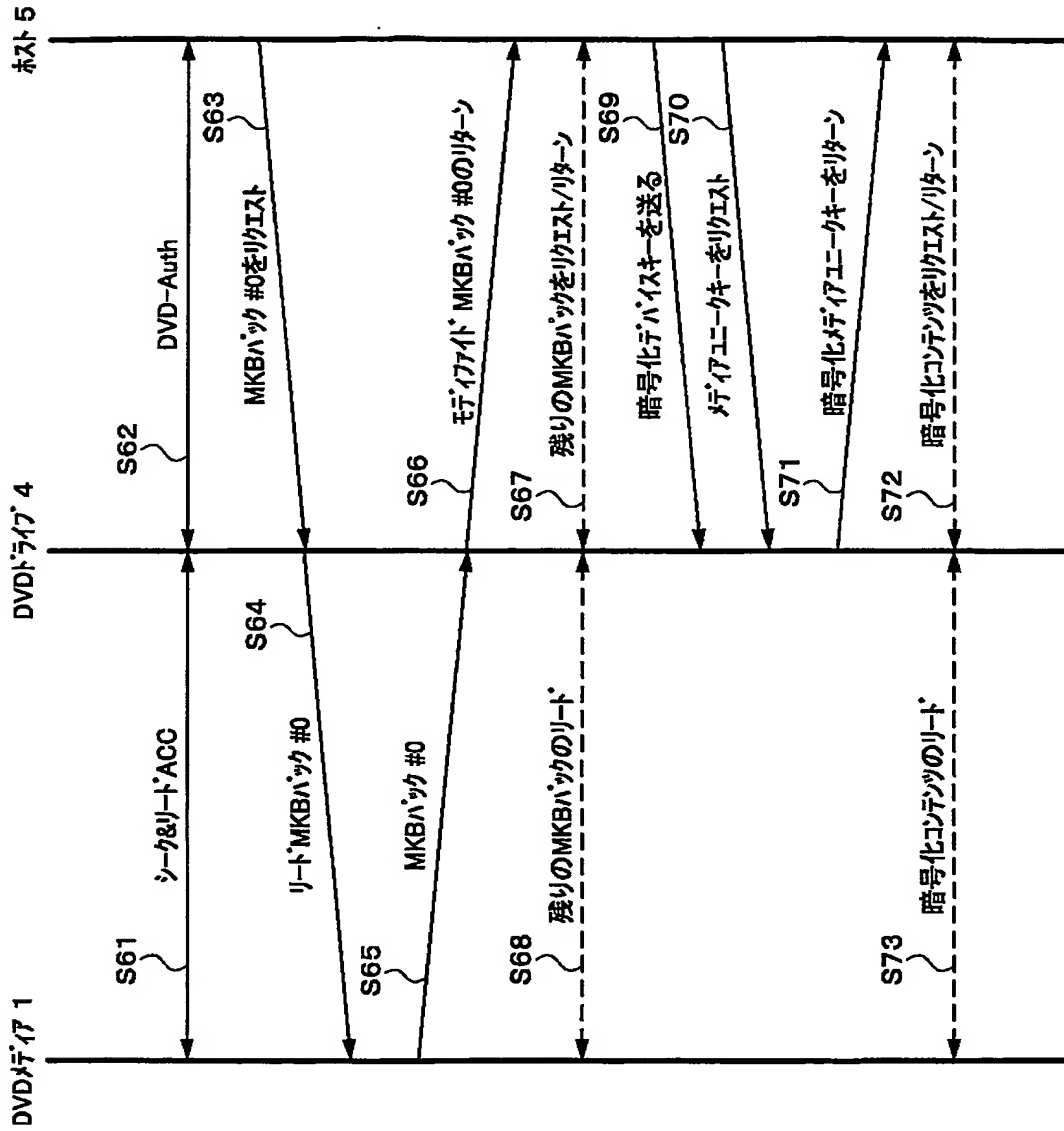 DVDメディア 1
DVDドライブ 4
ホスト 5
S61
シーク&リードACC
S62
DVD-Auth
S63
MKBパック #0をリクエスト
S64
リードMKBパック #0
S65
MKBパック #0
S66
モディファイド MKBパック #0のリターン
S67
残りのMKBパックをリクエスト/リターン
S68
残りのMKBパックのリード
S69
暗号化デバイスキーを送る
S70
メディアユニークキーをリクエスト
S71
暗号化メディアユニークキーをリターン
S72
暗号化コンテンツをリクエスト/リターン
S73
暗号化コンテンツのリード